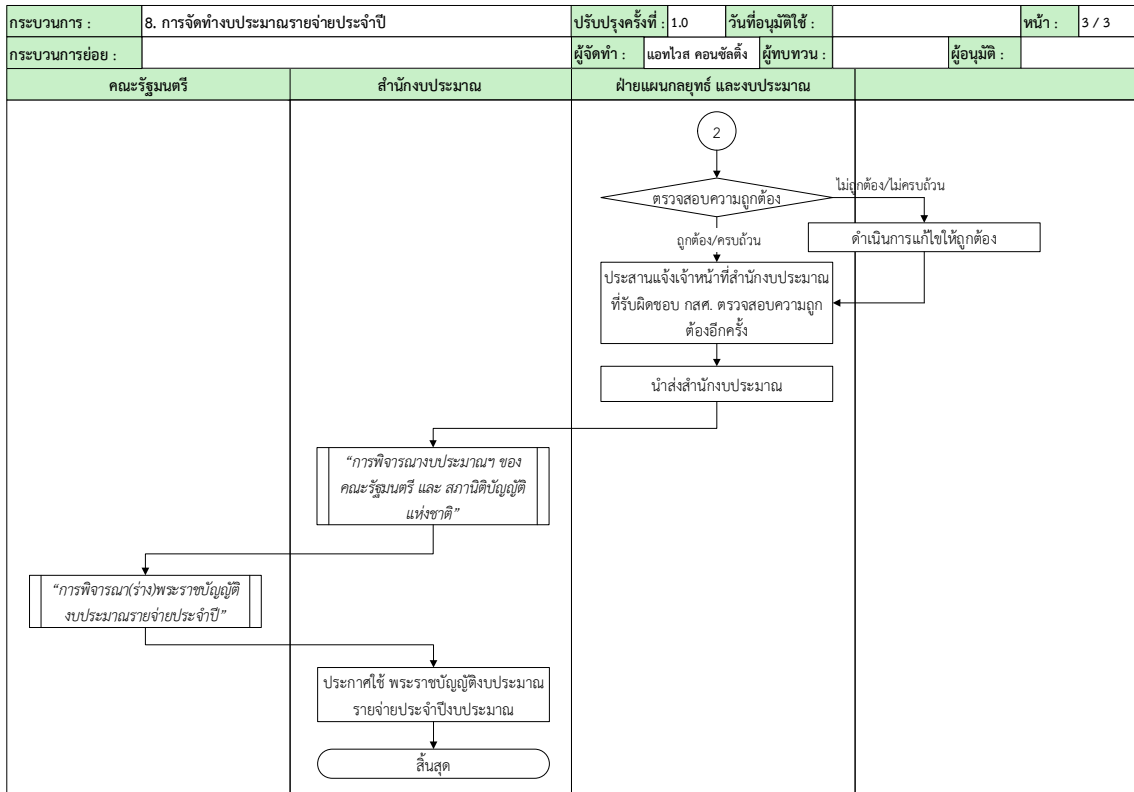 กระบวนการ : 8. การจัดทำงบประมาณรายจ่ายประจำปี ปรับปรุงครั้งที่ : 1.0 วันที่อนุมัติใช้ : หน้า : 3 / 3
กระบวนการย่อย : ผู้จัดทำ : แอทไวส คอนซัลติ้ง ผู้ทบทวน : ผู้อนุมัติ :
คณะรัฐมนตรี สำนักงบประมาณ ฝ่ายแผนกลยุทธ์ และงบประมาณ
2
ไม่ถูกต้อง/ไม่ครบถ้วน
ตรวจสอบความถูกต้อง
ถูกต้อง/ครบถ้วน
ดำเนินการแก้ไขให้ถูกต้อง
ประสานแจ้งเจ้าหน้าที่สำนักงบประมาณ
ที่รับผิดชอบ กสศ. ตรวจสอบความถูก
ต้องอีกครั้ง
นำส่งสำนักงบประมาณ
“การพิจารณางบประมาณฯ ของ
คณะรัฐมนตรี และ สภานิติบัญญัติ
แห่งชาติ”
“การพิจารณา(ร่าง)พระราชบัญญัติ
งบประมาณรายจ่ายประจำปี”
ประกาศใช้ พระราชบัญญัติงบประมาณ
รายจ่ายประจำปีงบประมาณ
สิ้นสุด